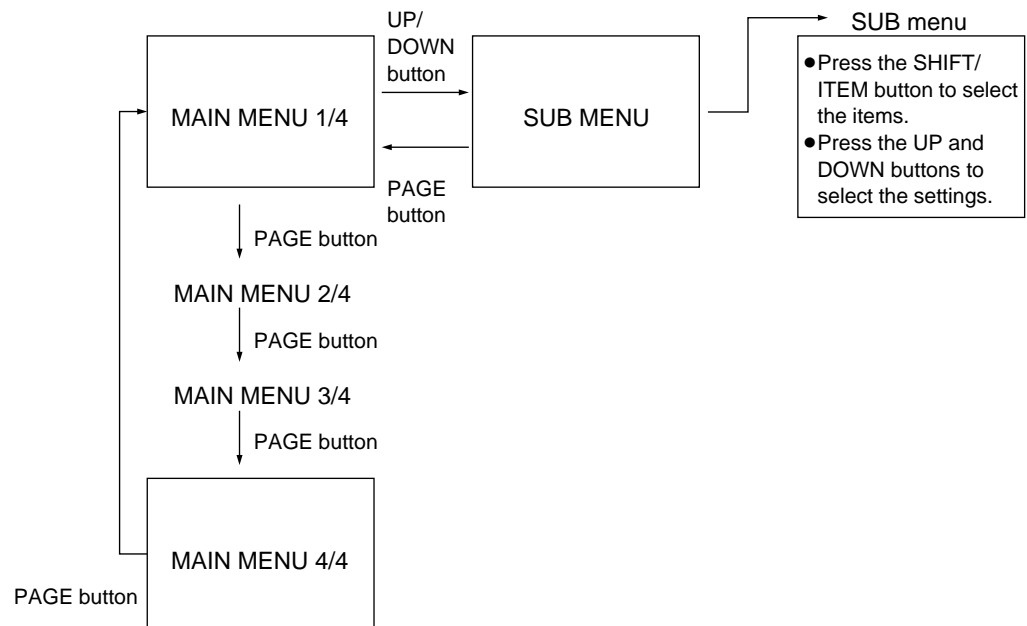 UP/
DOWN
button
MAIN MENU 1/4
SUB MENU
PAGE
button
SUB menu
●Press the SHIFT/
ITEM button to select
the items.
●Press the UP and
DOWN buttons to
select the settings.
PAGE button
MAIN MENU 2/4
PAGE button
MAIN MENU 3/4
PAGE button
MAIN MENU 4/4
PAGE button